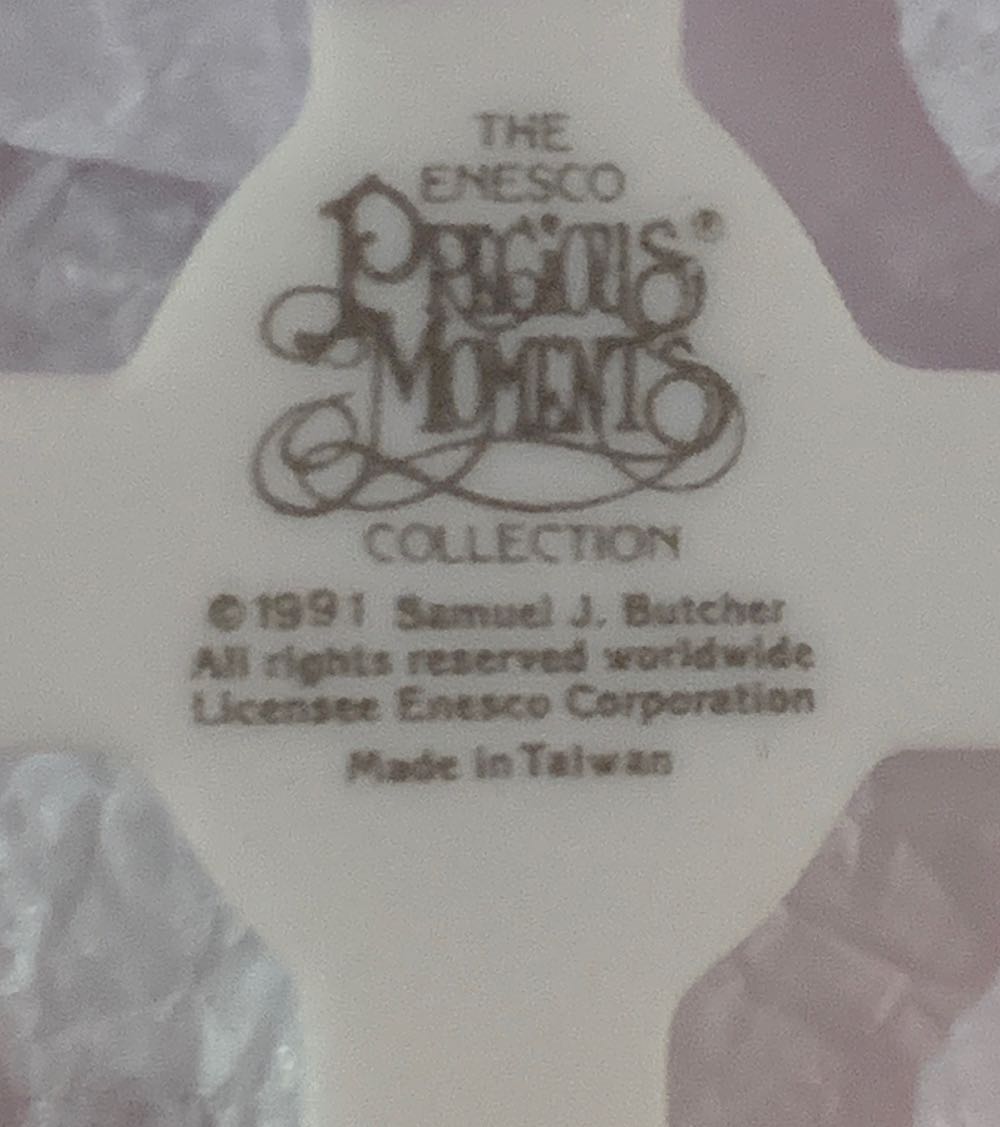 THE
ENESCO
PRECIOUS®
MOMENTS
COLLECTION
©1991 Samuel J. Butcher
All rights reserved worldwide
Licensee Enesco Corporation
Made in Taiwan